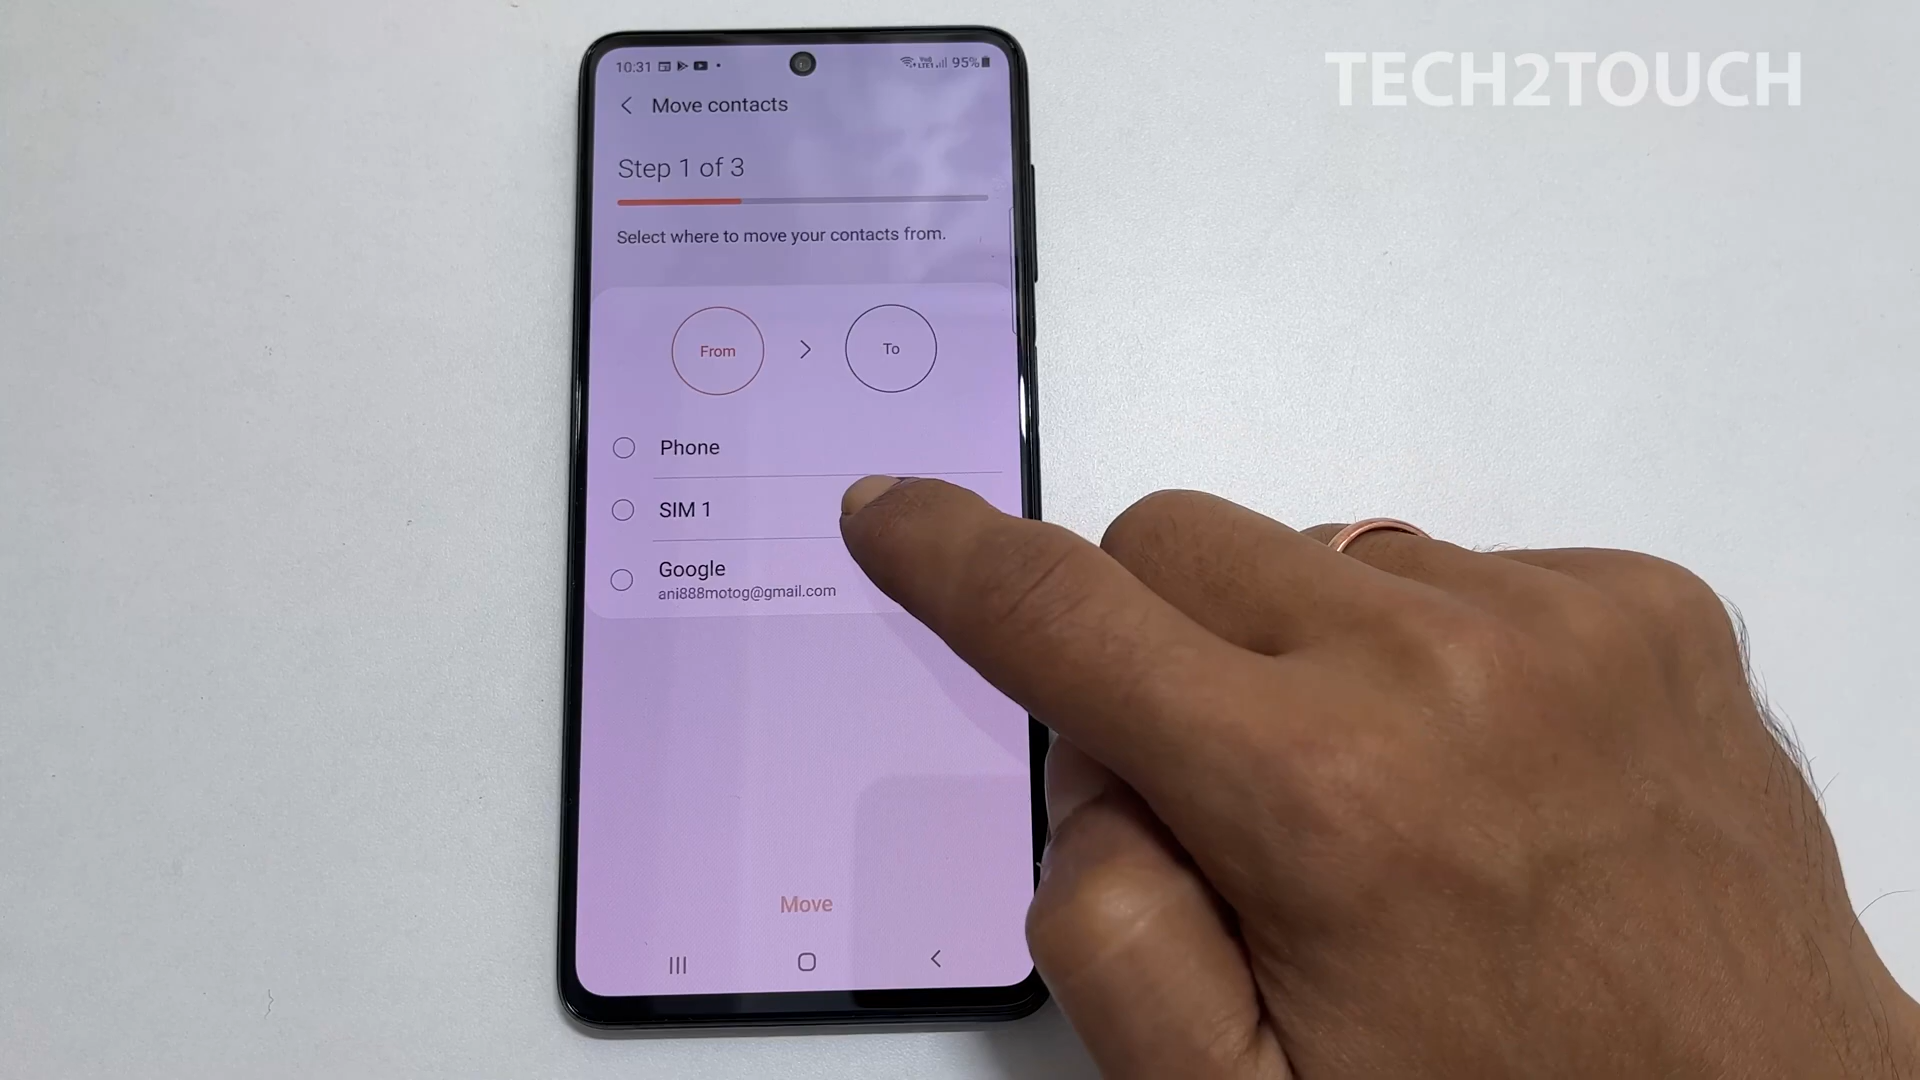 TECH2TOUCH
10:31
95%
Move contacts
Step 1 of 3
Select where to move your contacts from.
From
To
Phone
SIM 1
Google
ani888motog@gmail.com
Move